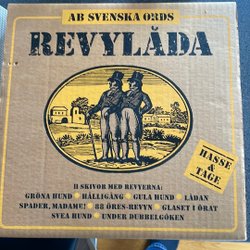 AB SVENSKA ORDS
REVYLÅDA
HASSE
&
TAGE
11 SKIVOR MED REVYERNA:
GRÖNA HUND HÅLLIGÅNG GULA HUND LÅDAN
SPADER, MADAME! 88 ÖRES-REVYN GLASET I ÖRAT
SVEA HUND UNDER DUBBELGÖKEN